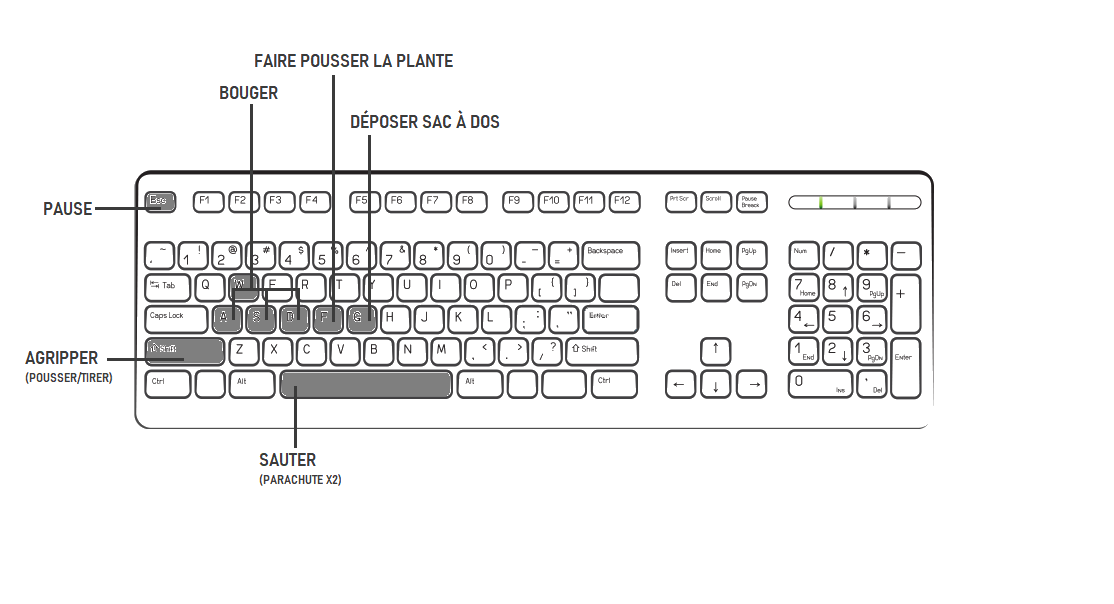 FAIRE POUSSER LA PLANTE
BOUGER
DÉPOSER SAC À DOS
PAUSE
Esc F1 F2 F3 F4 F5 F6 F7 F8 F9 F10 F11 F12 Prt Scr Scroll Pause Breack
~ ! @ # $ % ^ & * ( ) – +
. 1 2 3 4 5 6 7 8 9 0 - = Backspace Insert Home PgUp Num / * –
Tab Q W E R T Y U I O P { [ } ] Del End PgDn 7 Home 8 ↑ 9 PgUp +
Caps Lock A S D F G H J K L : ; " , Enter 4 ← 5 6 →
AGRIPPER
(POUSSER/TIRER)
⇧ Shift Z X C V B N M < , > . ? / ⇧ Shift ↑ 1 End 2 ↓ 3 PgDn Enter
Ctrl Alt Alt Ctrl ← ↓ → 0 Ins . Del
SAUTER
(PARACHUTE X2)